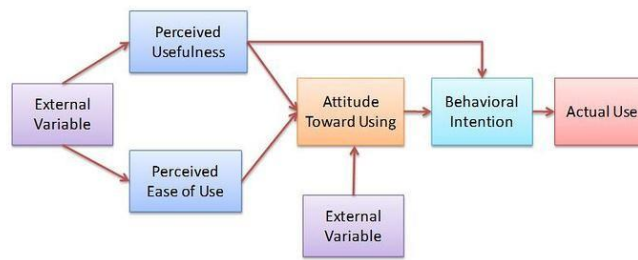 Perceived
Usefulness
External
Variable
Attitude
Toward Using
Behavioral
Intention
Actual Use
Perceived
Ease of Use
External
Variable